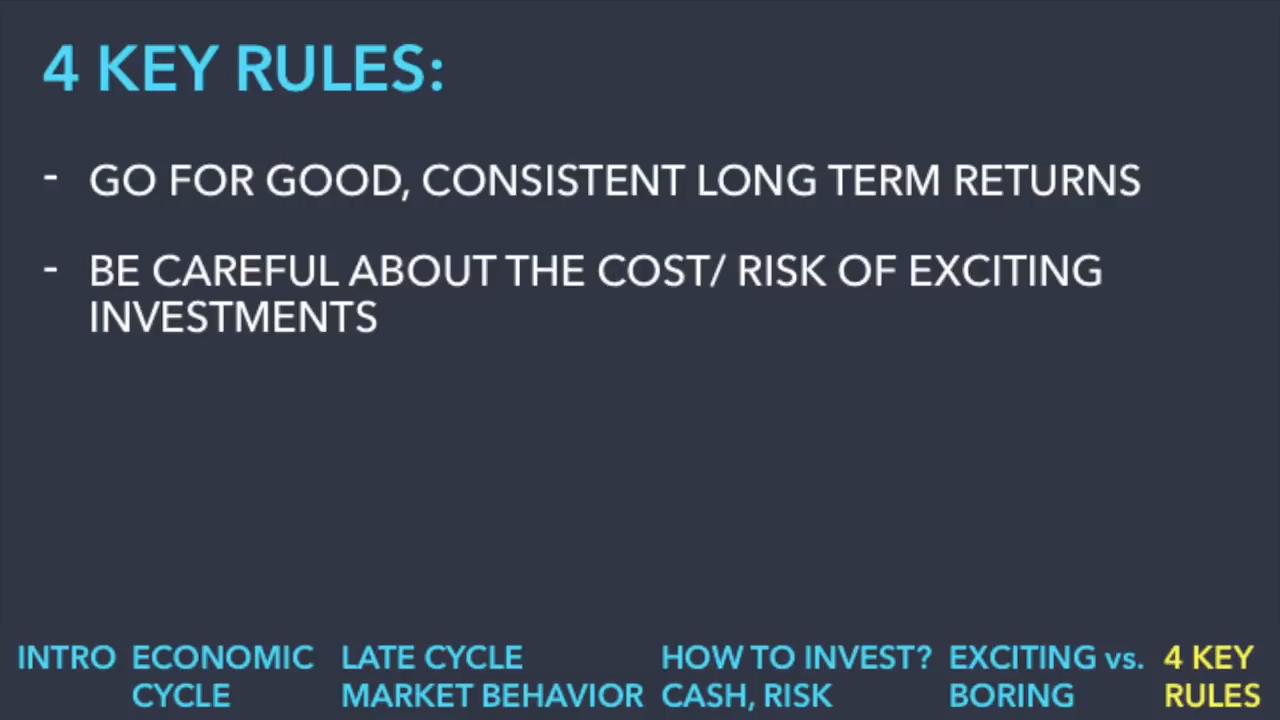 4 KEY RULES:
- GO FOR GOOD, CONSISTENT LONG TERM RETURNS
- BE CAREFUL ABOUT THE COST/ RISK OF EXCITING
INVESTMENTS
INTRO
ECONOMIC
CYCLE
LATE CYCLE
MARKET BEHAVIOR
HOW TO INVEST?
CASH, RISK
EXCITING vs.
BORING
4 KEY
RULES